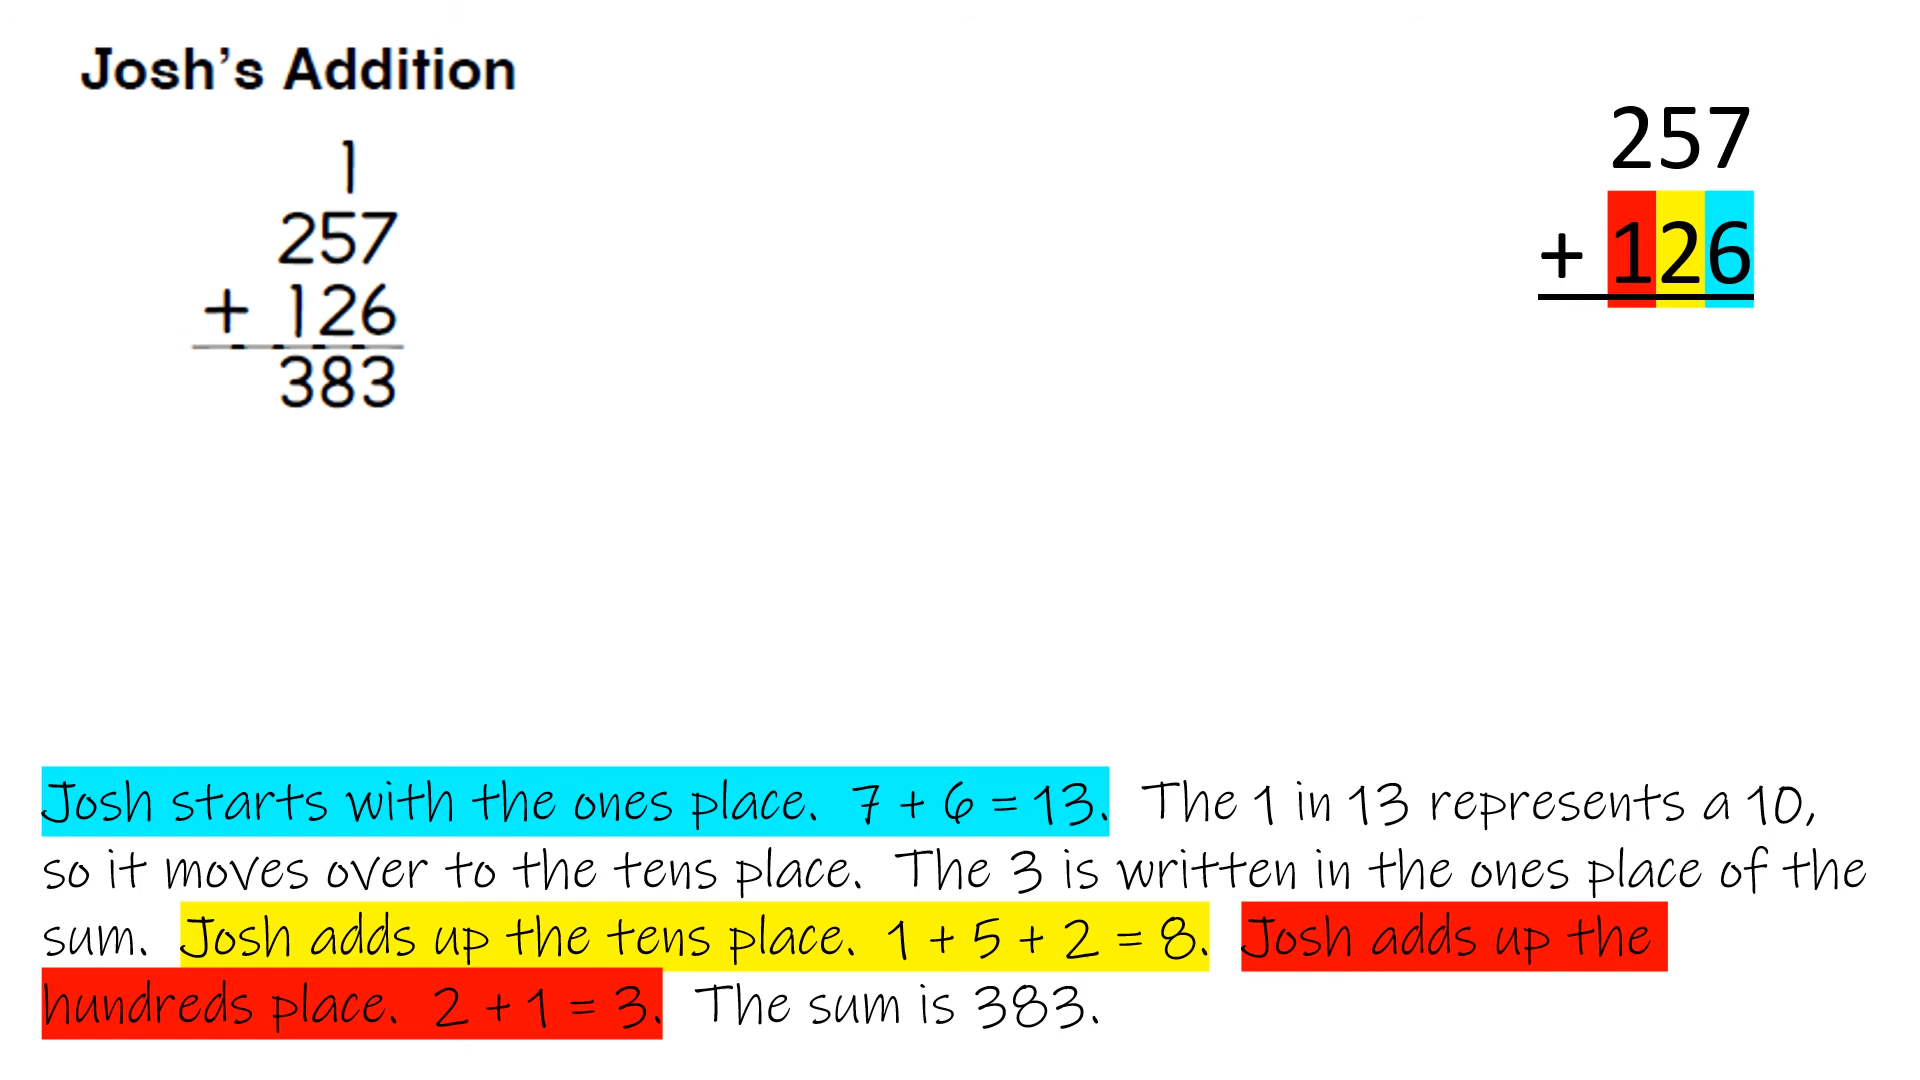 Josh's Addition
1
257
+ 126
383
257
+ 126
Josh starts with the ones place. 7 + 6 = 13. The 1 in 13 represents a 10,
so it moves over to the tens place. The 3 is written in the ones place of the
sum. Josh adds up the tens place. 1 + 5 + 2 = 8. Josh adds up the
hundreds place. 2 + 1 = 3. The sum is 383.